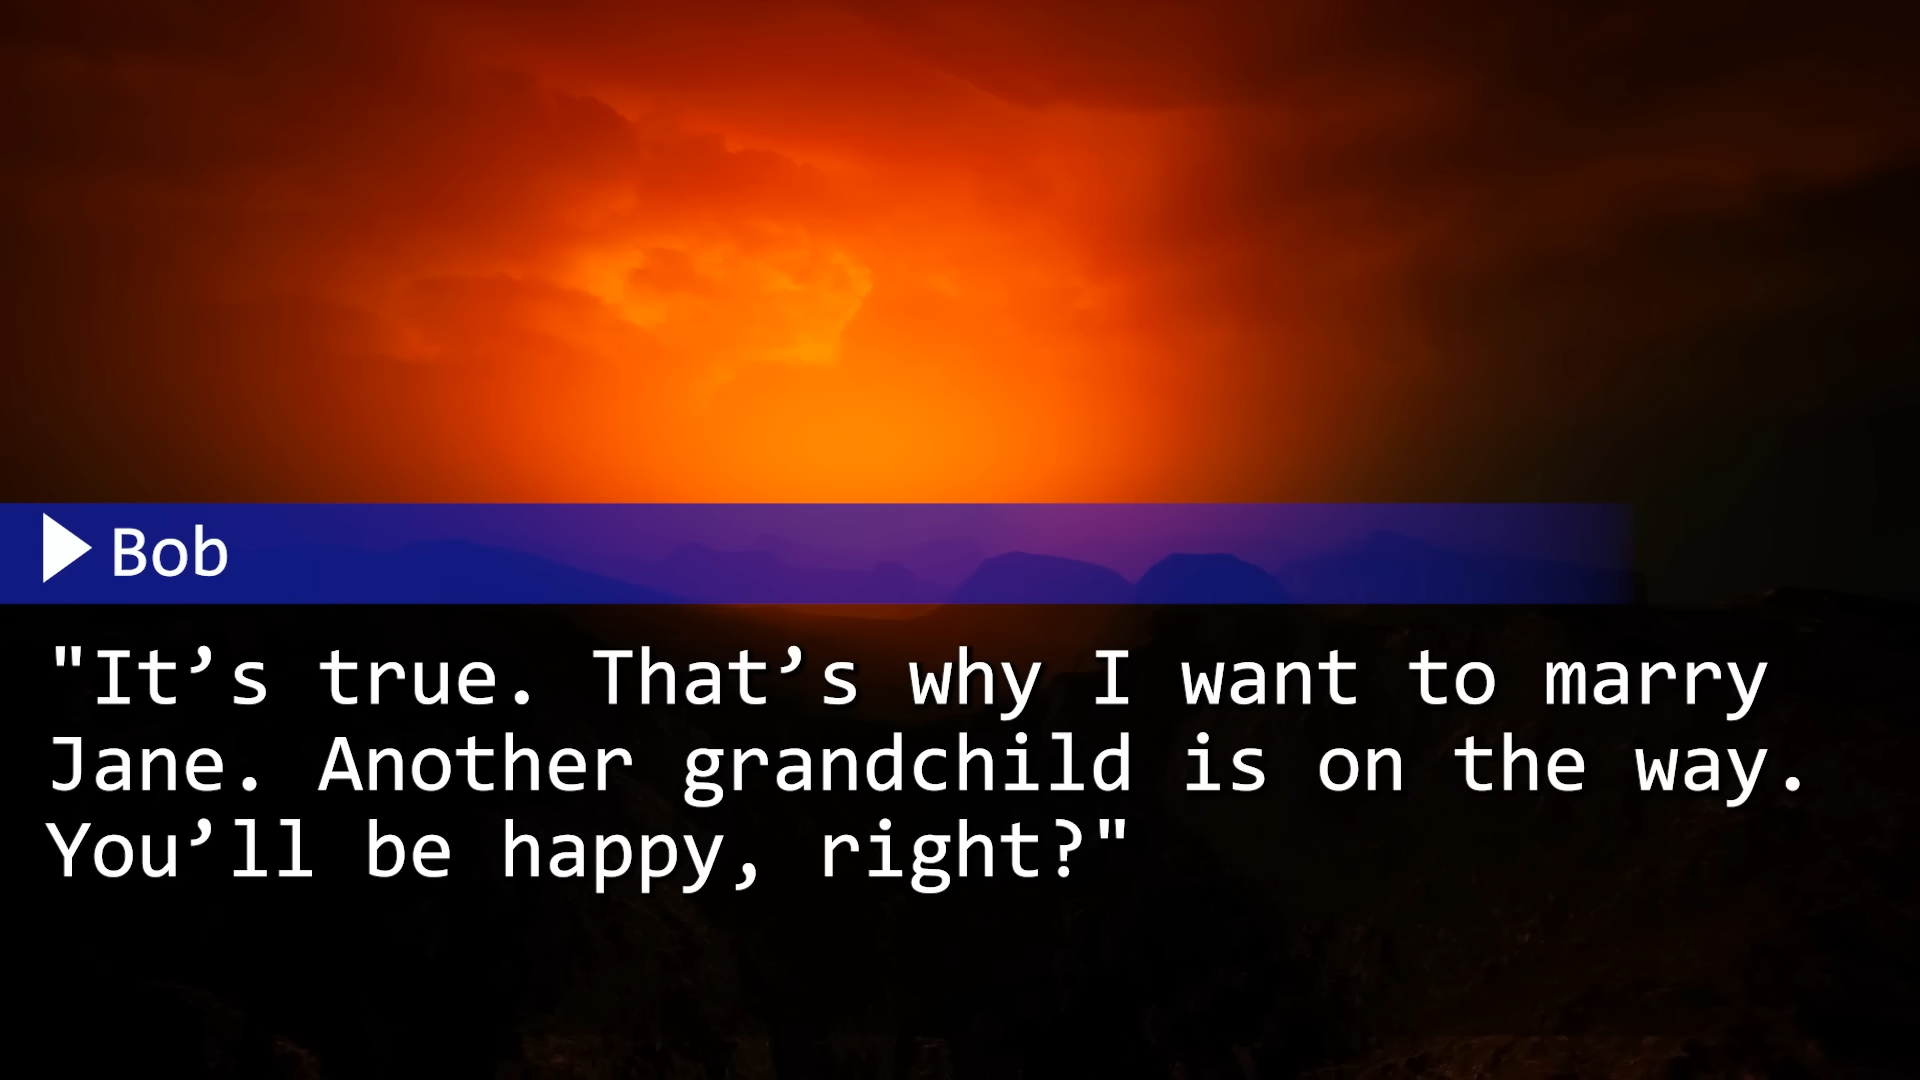 Bob
"It’s true. That’s why I want to marry
Jane. Another grandchild is on the way.
You’ll be happy, right?"